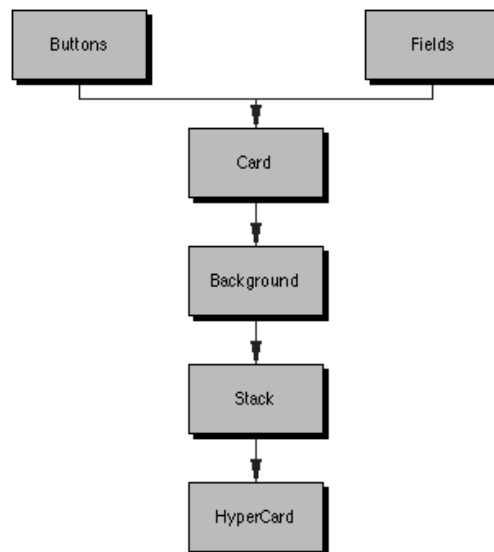 Buttons
Fields
Card
Background
Stack
HyperCard